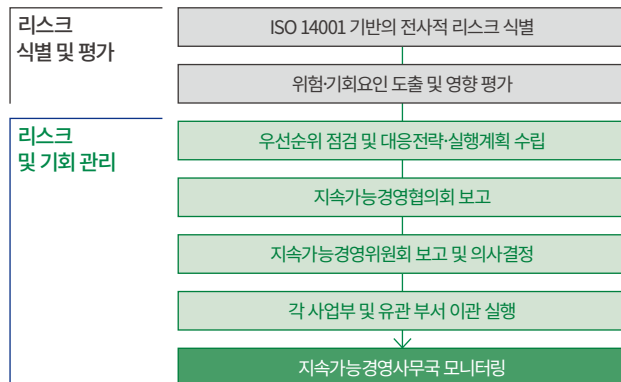 리스크
식별 및 평가
ISO 14001 기반의 전사적 리스크 식별
위험·기회요인 도출 및 영향 평가
리스크
및 기회 관리
우선순위 점검 및 대응전략·실행계획 수립
지속가능경영협의회 보고
지속가능경영위원회 보고 및 의사결정
각 사업부 및 유관 부서 이관 실행
지속가능경영사무국 모니터링